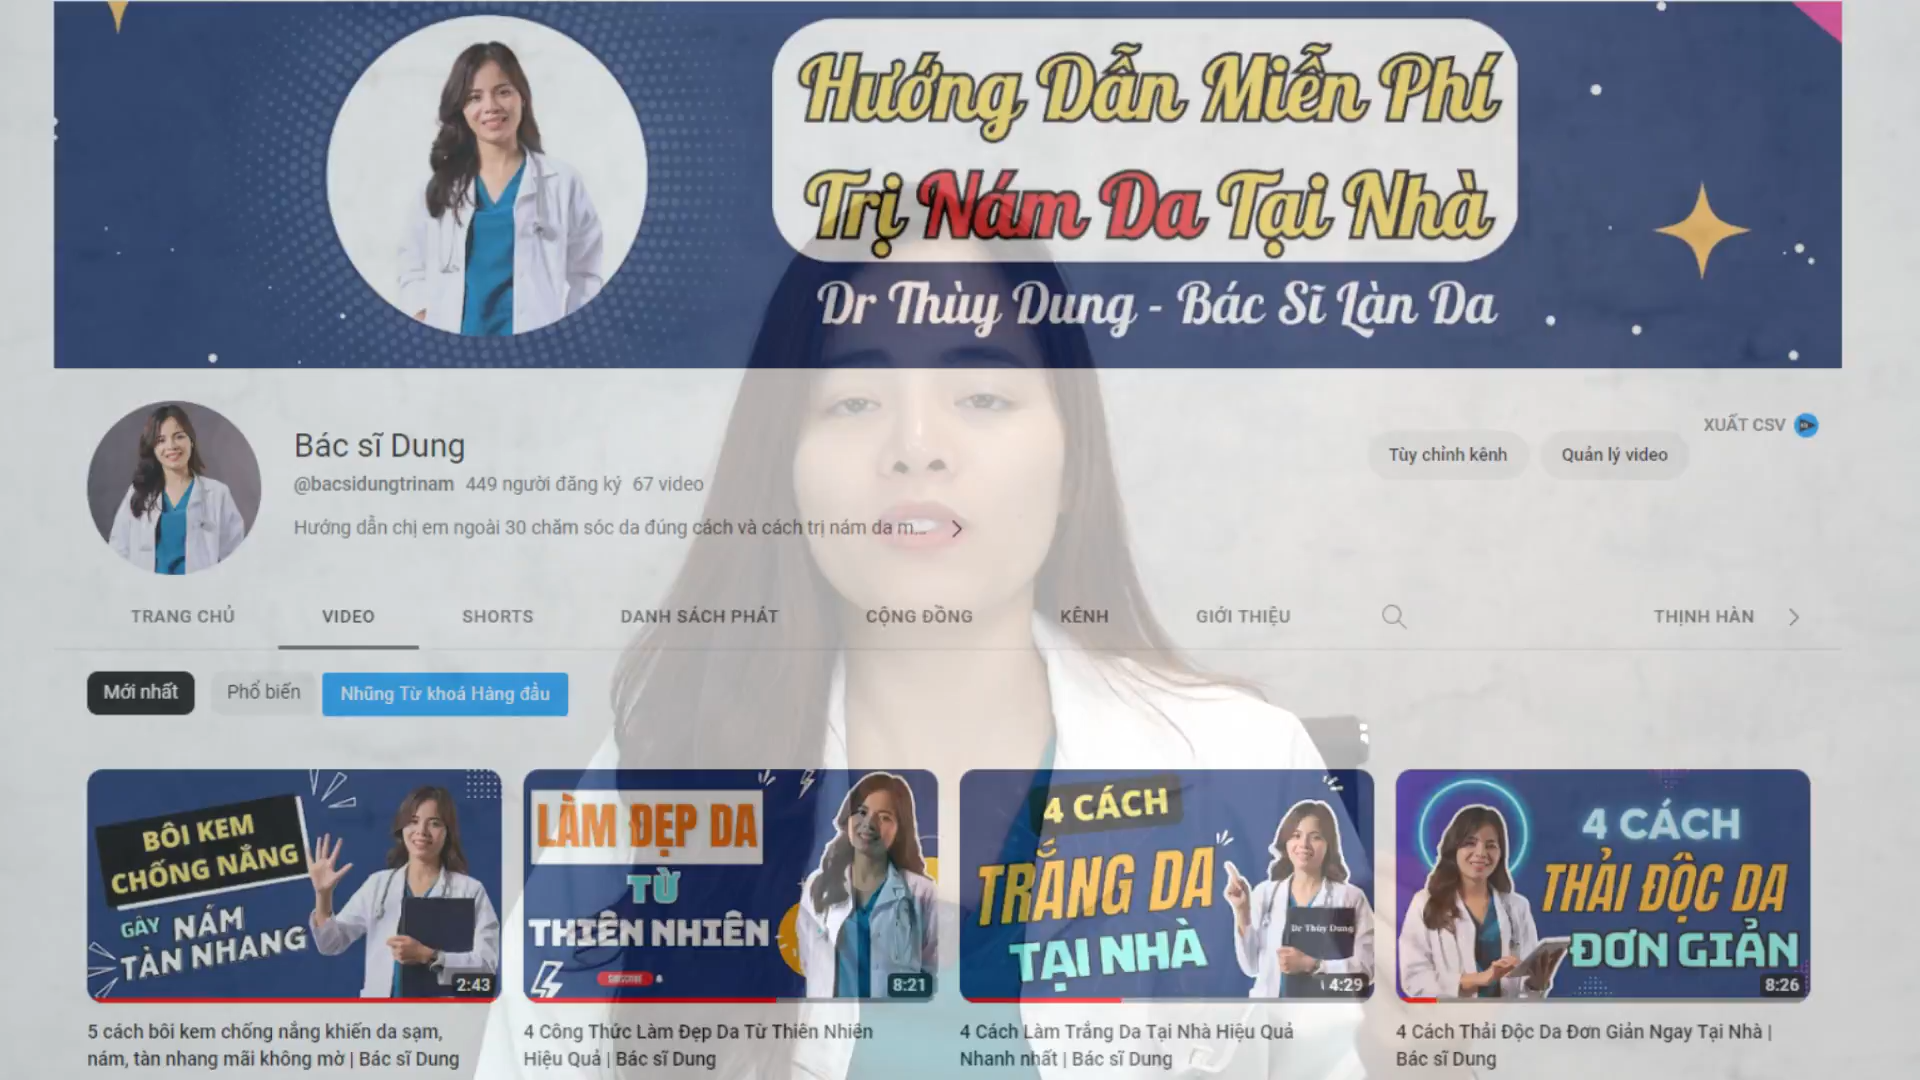 Hướng Dẫn Miễn Phí
Trị Nám Da Tại Nhà
Dr Thùy Dung - Bác Sĩ Làn Da
XUẤT CSV
Bác sĩ Dung
@bacsidungtrinam 449 người đăng ký 67 video
Tùy chỉnh kênh
Quản lý video
Hướng dẫn chị em ngoài 30 chăm sóc da đúng cách và cách trị nám da m...
TRANG CHỦ VIDEO SHORTS DANH SÁCH PHÁT CỘNG ĐỒNG KÊNH GIỚI THIỆU THỊNH HÀN
Mới nhất Phổ biến Những Từ khoá Hàng đầu
BÔI KEM
CHỐNG NẮNG
GÂY NÁM
TÀN NHANG
2:43
LÀM ĐẸP DA
TỪ
THIÊN NHIÊN
SUBSCRIBE
8:21
4 CÁCH
TRẮNG DA
TẠI NHÀ
Dr Thùy Dung
4:29
4 CÁCH
THẢI ĐỘC DA
ĐƠN GIẢN
8:26
5 cách bôi kem chống nắng khiến da sạm,
nám, tàn nhang mãi không mờ | Bác sĩ Dung
4 Công Thức Làm Đẹp Da Từ Thiên Nhiên
Hiệu Quả | Bác sĩ Dung
4 Cách Làm Trắng Da Tại Nhà Hiệu Quả
Nhanh nhất | Bác sĩ Dung
4 Cách Thải Độc Da Đơn Giản Ngay Tại Nhà |
Bác sĩ Dung